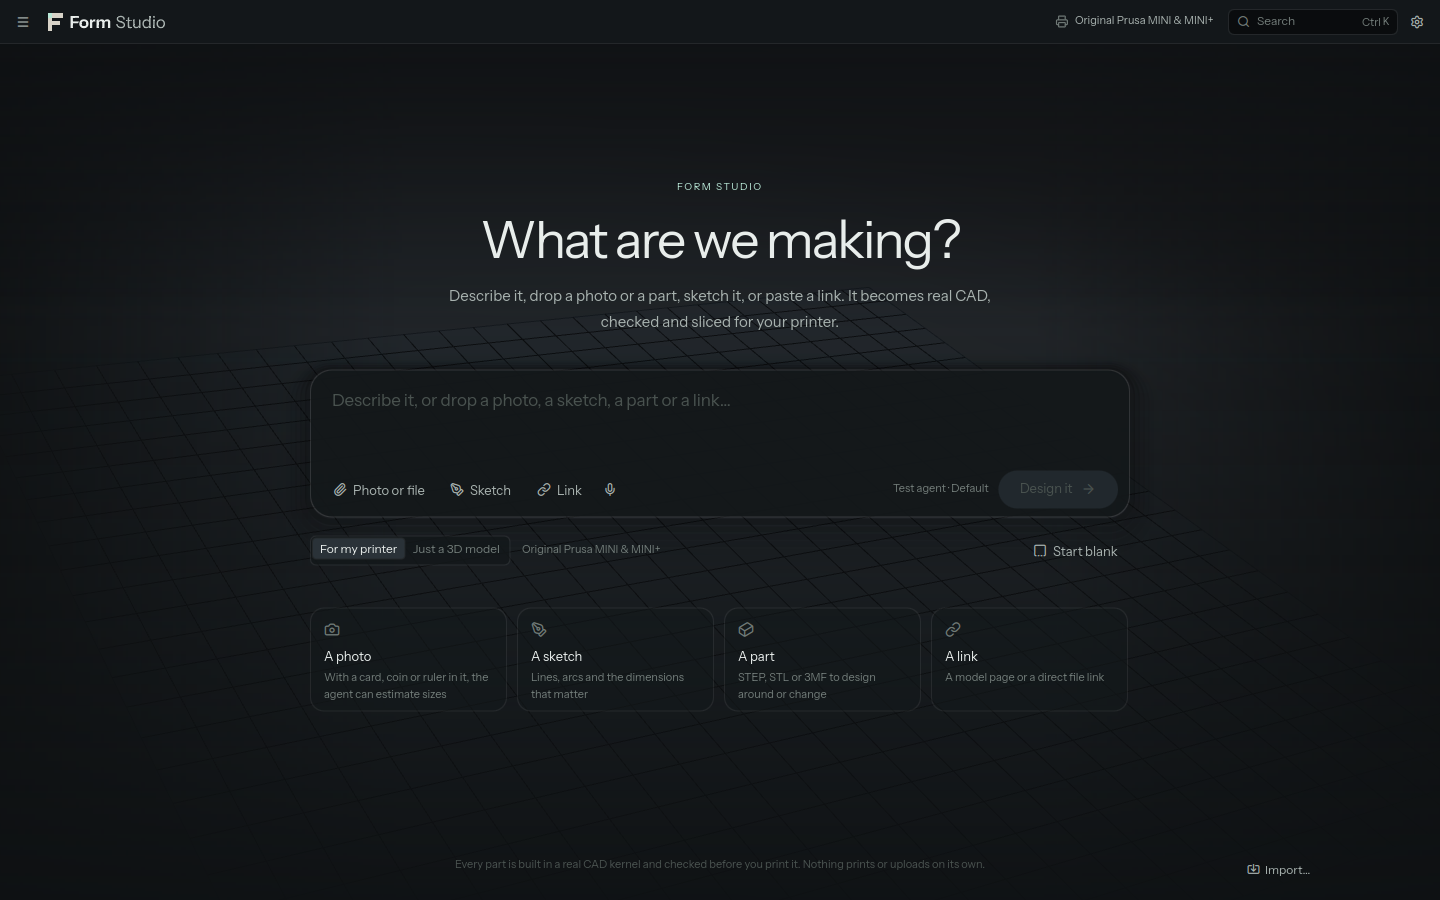 Form Studio
Original Prusa MINI & MINI+
Search
Ctrl K
FORM STUDIO
What are we making?
Describe it, drop a photo or a part, sketch it, or paste a link. It becomes real CAD,
checked and sliced for your printer.
Describe it, or drop a photo, a sketch, a part or a link...
Photo or file
Sketch
Link
Test agent · Default
Design it
For my printer
Just a 3D model
Original Prusa MINI & MINI+
Start blank
A photo
With a card, coin or ruler in it, the
agent can estimate sizes
A sketch
Lines, arcs and the dimensions
that matter
A part
STEP, STL or 3MF to design
around or change
A link
A model page or a direct file link
Every part is built in a real CAD kernel and checked before you print it. Nothing prints or uploads on its own.
Import...